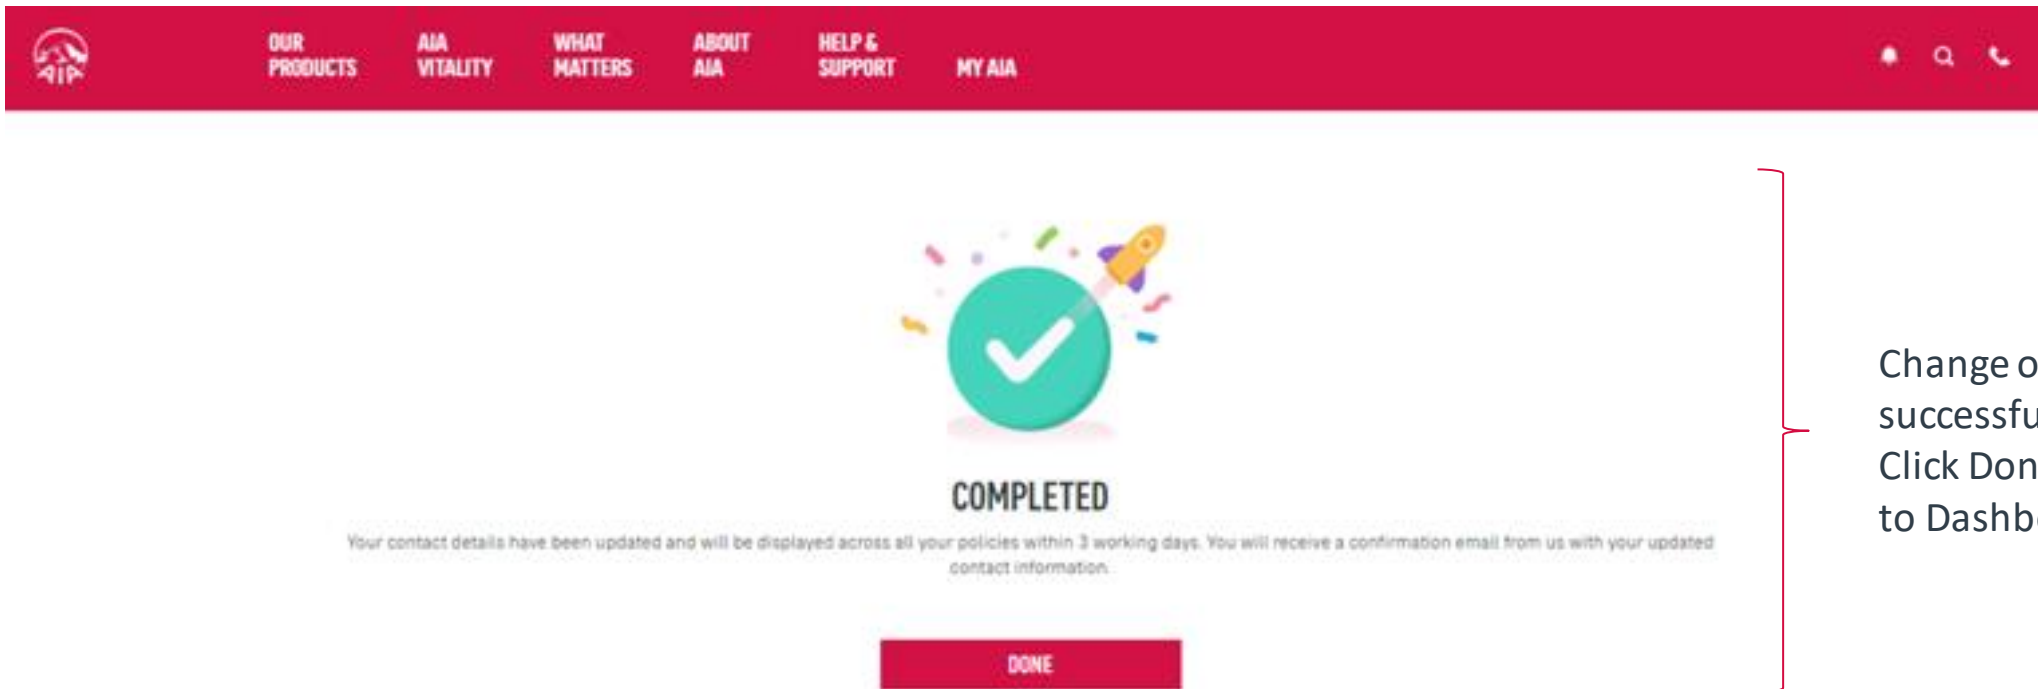 AIA
OUR PRODUCTS
AIA VITALITY
WHAT MATTERS
ABOUT AIA
HELP & SUPPORT
MY AIA
COMPLETED
Your contact details have been updated and will be displayed across all your policies within 3 working days. You will receive a confirmation email from us with your updated
contact information.
DONE
Change o
successfu
Click Don
to Dashb